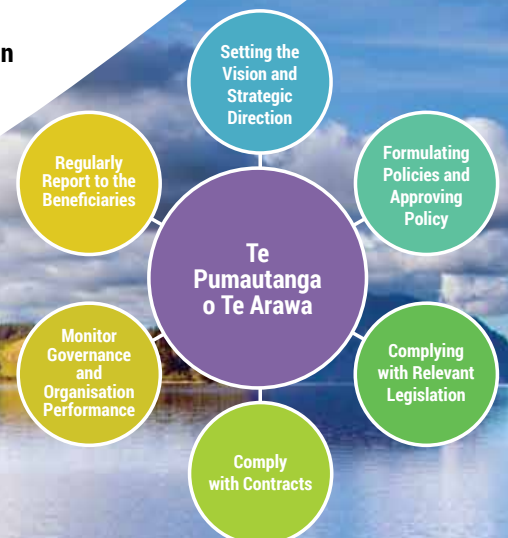 n
Setting the
Vision and
Strategic
Direction
Formulating
Policies and
Approving
Policy
Complying
with Relevant
Legislation
Comply
with Contracts
Monitor
Governance
and
Organisation
Performance
Regularly
Report to the
Beneficiaries
Te
Pumautanga
o Te Arawa